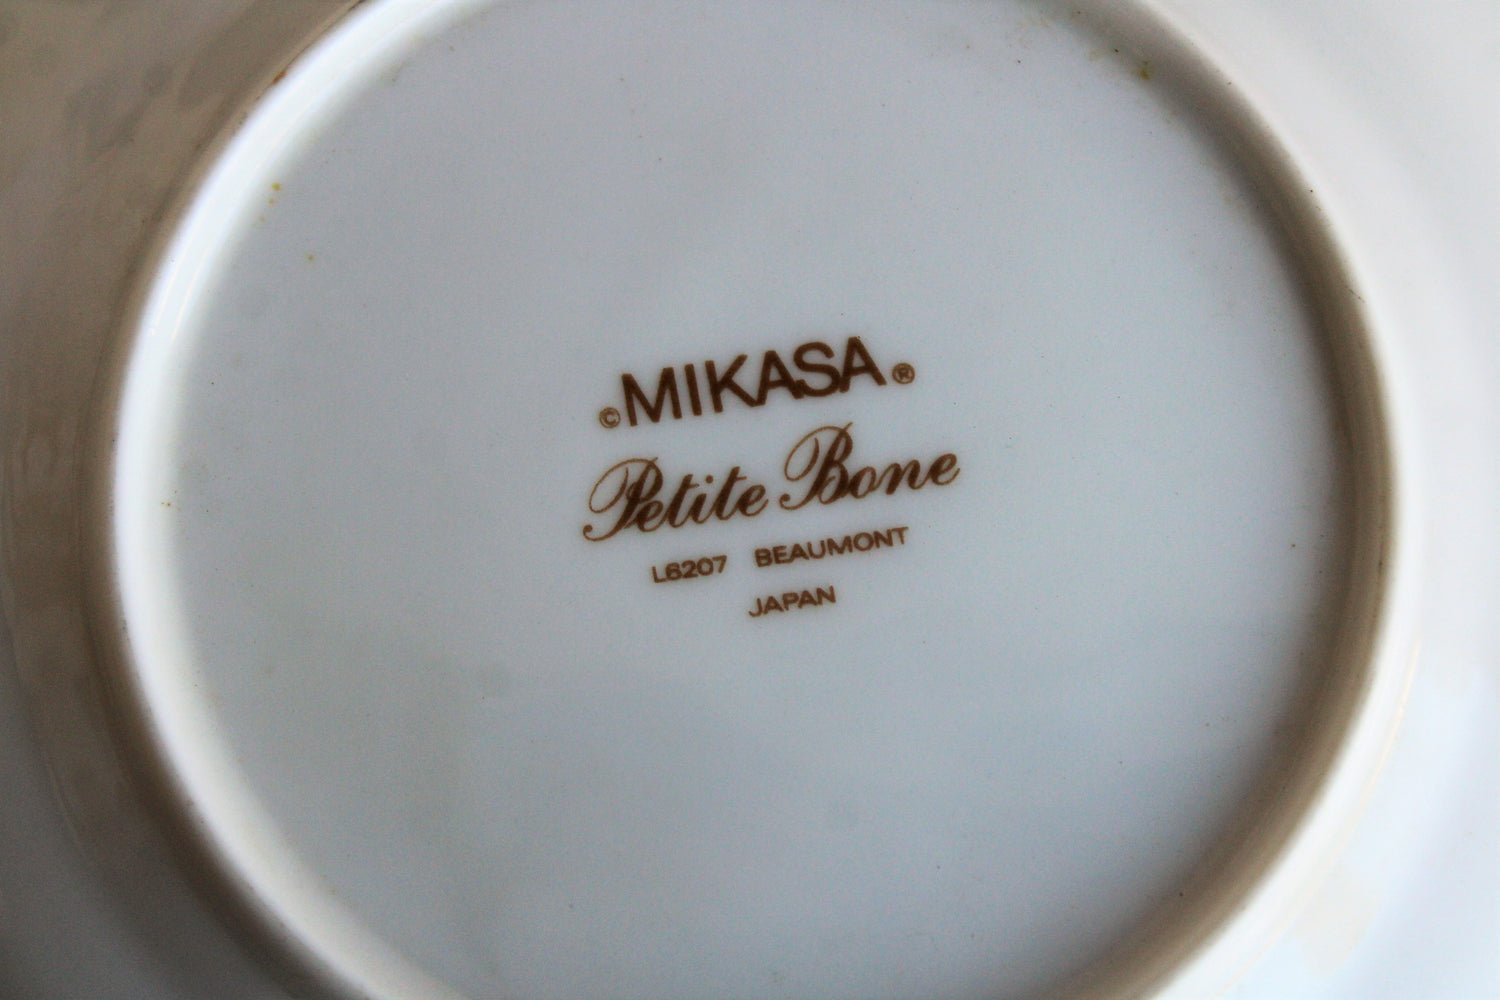 © MIKASA ®
Petite Bone
L6207 BEAUMONT
JAPAN